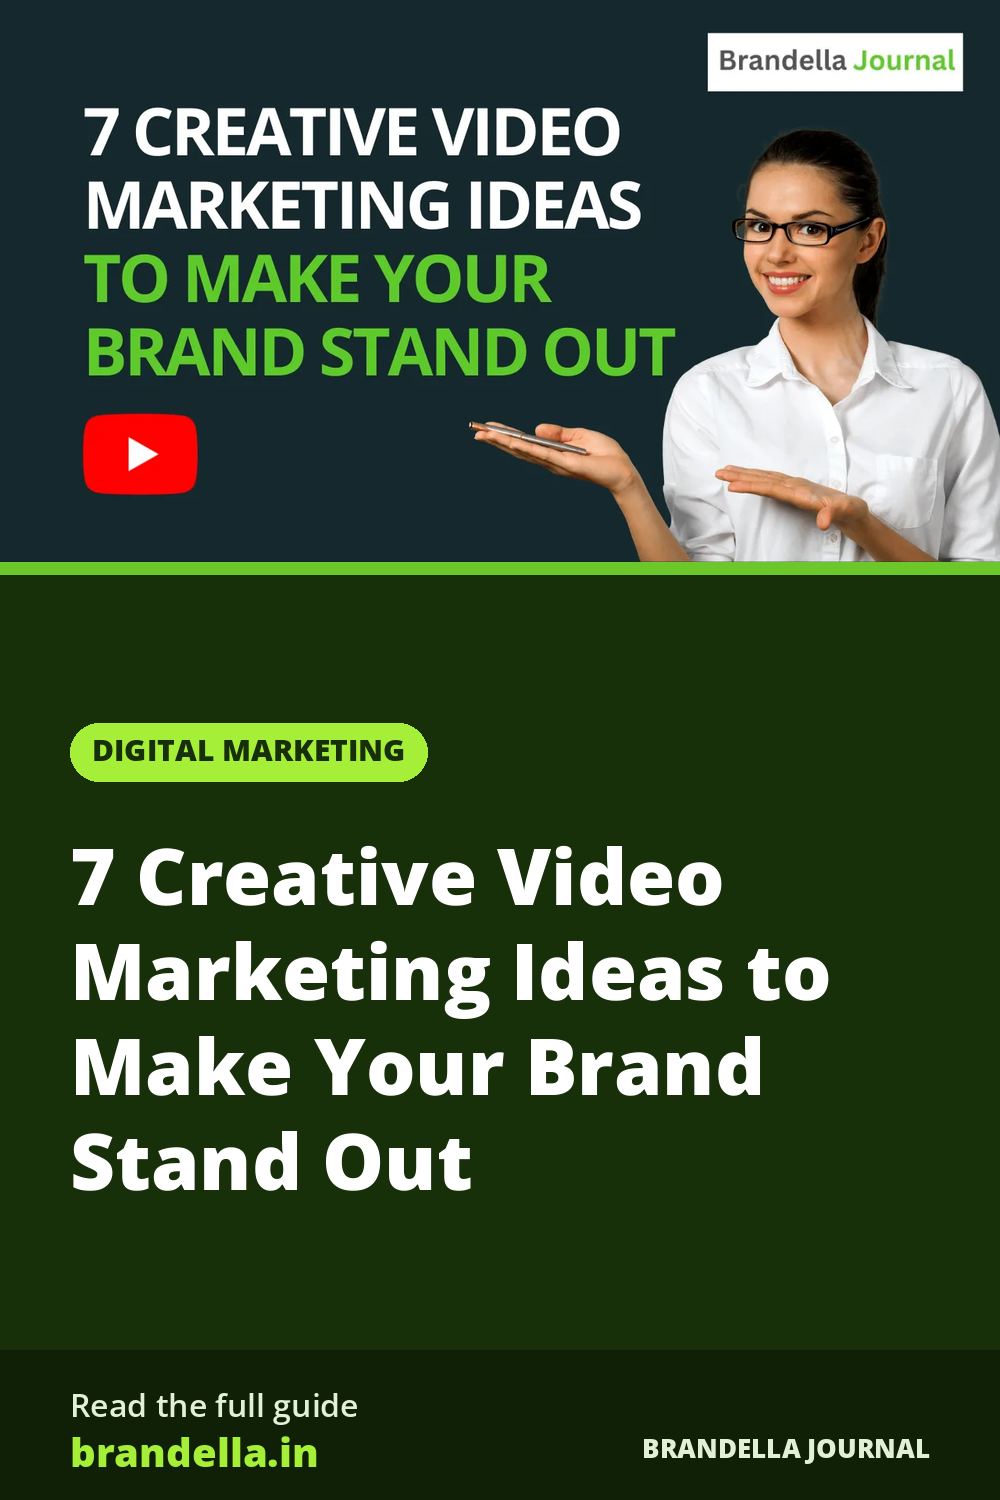 Brandella Journal
7 CREATIVE VIDEO
MARKETING IDEAS
TO MAKE YOUR
BRAND STAND OUT
DIGITAL MARKETING
7 Creative Video
Marketing Ideas to
Make Your Brand
Stand Out
Read the full guide
brandella.in
BRANDELLA JOURNAL